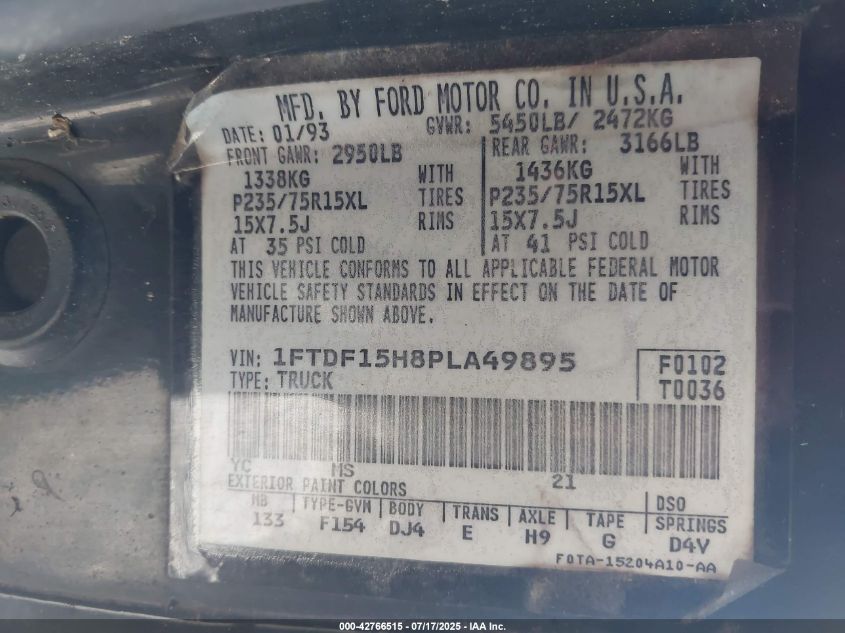 MFD. BY FORD MOTOR CO. IN U.S.A.
DATE: 01/93 GVWR: 5450LB/ 2472KG
FRONT GAWR: 2950LB REAR GAWR: 3166LB
1338KG WITH 1436KG WITH
P235/75R15XL TIRES P235/75R15XL TIRES
15X7.5J RIMS 15X7.5J RIMS
AT 35 PSI COLD AT 41 PSI COLD
THIS VEHICLE CONFORMS TO ALL APPLICABLE FEDERAL MOTOR
VEHICLE SAFETY STANDARDS IN EFFECT ON THE DATE OF
MANUFACTURE SHOWN ABOVE.
VIN: 1FTDF15H8PLA49895 F0102
TYPE: TRUCK T0036
YC MS 21
EXTERIOR PAINT COLORS DSO
WB TYPE-GVW BODY TRANS AXLE TAPE SPRINGS
133 F154 DJ4 E H9 G D4V
F0TA-15204A10-AA
000-42766515 / 07/17/2025 - IAA Inc.